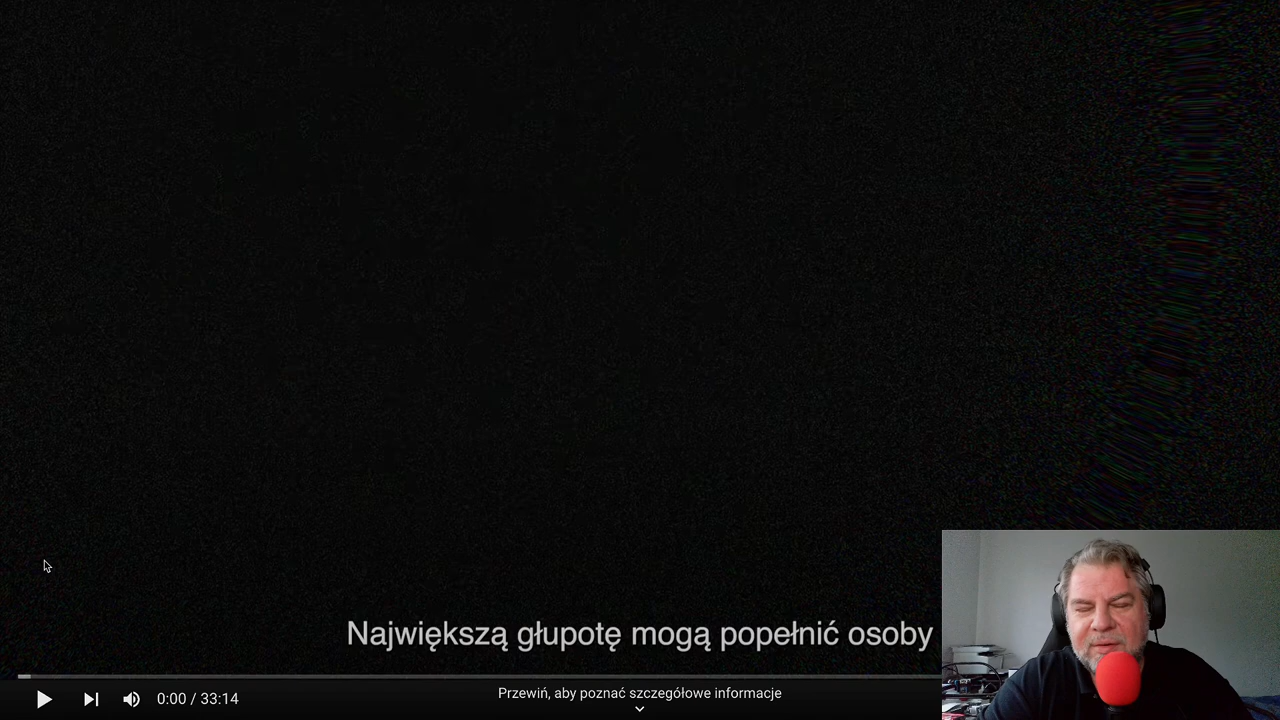 Największą głupotę mogą popełnić osoby
0:00 / 33:14
Przewiń, aby poznać szczegółowe informacje